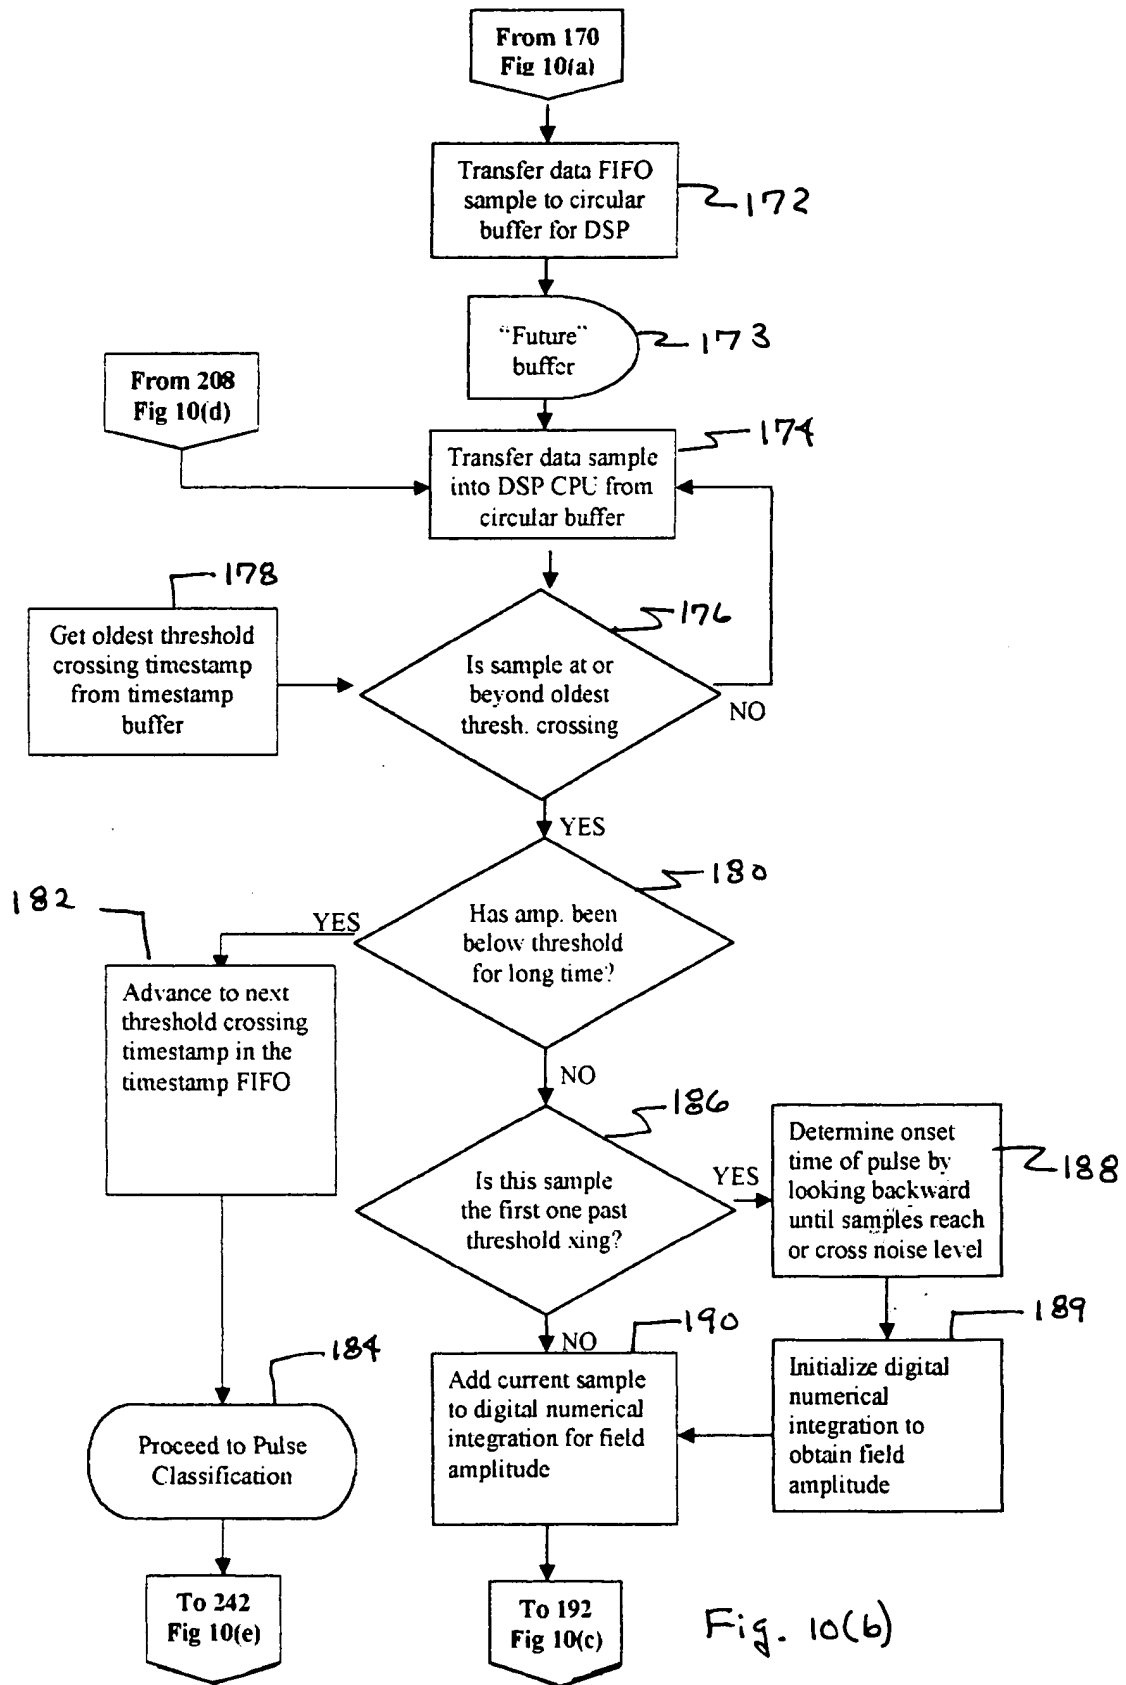 From 170
Fig 10(a)
Transfer data FIFO
sample to circular
buffer for DSP
172
"Future"
buffer
173
From 208
Fig 10(d)
174
Transfer data sample
into DSP CPU from
circular buffer
178
Get oldest threshold
crossing timestamp
from timestamp
buffer
176
Is sample at or
beyond oldest
thresh. crossing
NO
YES
180
Has amp. been
below threshold
for long time?
182
YES
Advance to next
threshold crossing
timestamp in the
timestamp FIFO
NO
186
Is this sample
the first one past
threshold xing?
YES
Determine onset
time of pulse by
looking backward
until samples reach
or cross noise level
188
189
Initialize digital
numerical
integration to
obtain field
amplitude
NO
190
Add current sample
to digital numerical
integration for field
amplitude
184
Proceed to Pulse
Classification
To 242
Fig 10(e)
To 192
Fig 10(c)
Fig. 10(b)